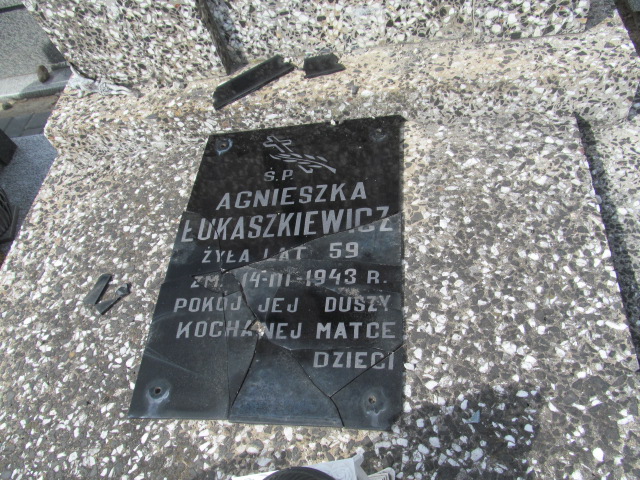 Ś.P.
AGNIESZKA
ŁUKASZKIEWICZ
ŻYŁA LAT 59
ZM. 14-III-1943 R.
POKÓJ JEJ DUSZY
KOCHANEJ MATCE
DZIECI